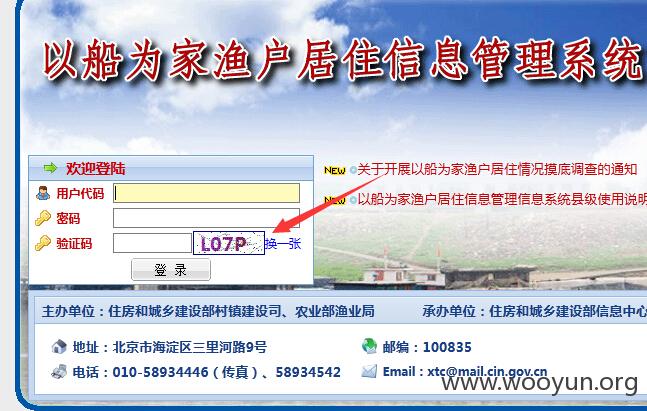 以船为家渔户居住信息管理系统
欢迎登陆
用户代码
密码
验证码 L07P 换一张
登 录
NEW 关于开展以船为家渔户居住情况摸底调查的通知
NEW 以船为家渔户居住信息管理信息系统县级使用说明
主办单位：住房和城乡建设部村镇建设司、农业部渔业局 承办单位：住房和城乡建设部信息中心
地址：北京市海淀区三里河路9号 邮编：100835
电话：010-58934446（传真）、58934542 Email：xtc@mail.cin.gov.cn
www.wooyun.org